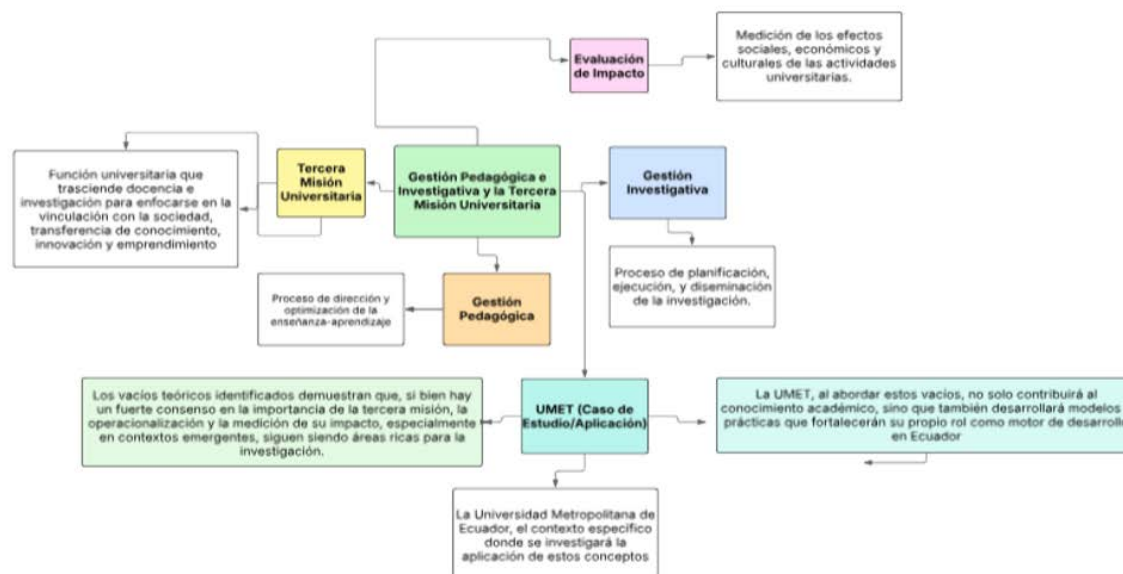 Evaluación
de Impacto
Medición de los efectos
sociales, económicos y
culturales de las actividades
universitarias.
Tercera
Misión
Universitaria
Función universitaria que
trasciende docencia e
investigación para enfocarse en la
vinculación con la sociedad,
transferencia de conocimiento,
innovación y emprendimiento
Gestión Pedagógica e
Investigativa y la Tercera
Misión Universitaria
Gestión
Investigativa
Proceso de planificación,
ejecución, y diseminación
de la investigación.
Proceso de dirección y
optimización de la
enseñanza-aprendizaje
Gestión
Pedagógica
Los vacíos teóricos identificados demuestran que, si bien hay
un fuerte consenso en la importancia de la tercera misión, la
operacionalización y la medición de su impacto, especialmente
en contextos emergentes, siguen siendo áreas ricas para la
investigación.
UMET (Caso de
Estudio/Aplicación)
La UMET, al abordar estos vacíos, no solo contribuirá al
conocimiento académico, sino que también desarrollará modelos
prácticas que fortalecerán su propio rol como motor de desarrollo
en Ecuador
La Universidad Metropolitana de
Ecuador, el contexto específico
donde se investigará la
aplicación de estos conceptos